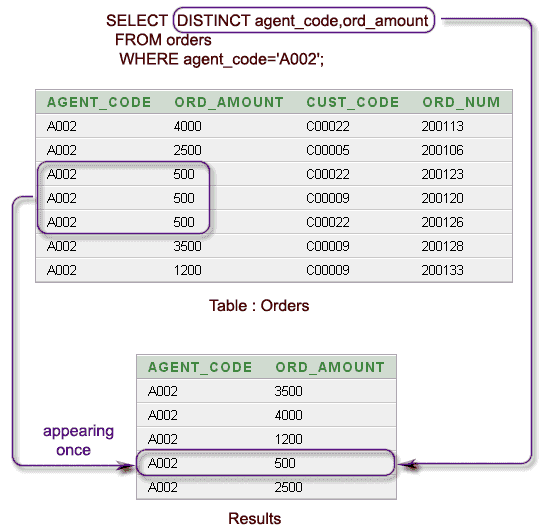 SELECT DISTINCT agent_code,ord_amount
FROM orders
WHERE agent_code='A002';
AGENT_CODE ORD_AMOUNT CUST_CODE ORD_NUM
A002 4000 C00022 200113
A002 2500 C00005 200106
A002 500 C00022 200123
A002 500 C00009 200120
A002 500 C00022 200126
A002 3500 C00009 200128
A002 1200 C00009 200133
Table : Orders
AGENT_CODE ORD_AMOUNT
A002 3500
A002 4000
A002 1200
A002 500
A002 2500
appearing
once
Results